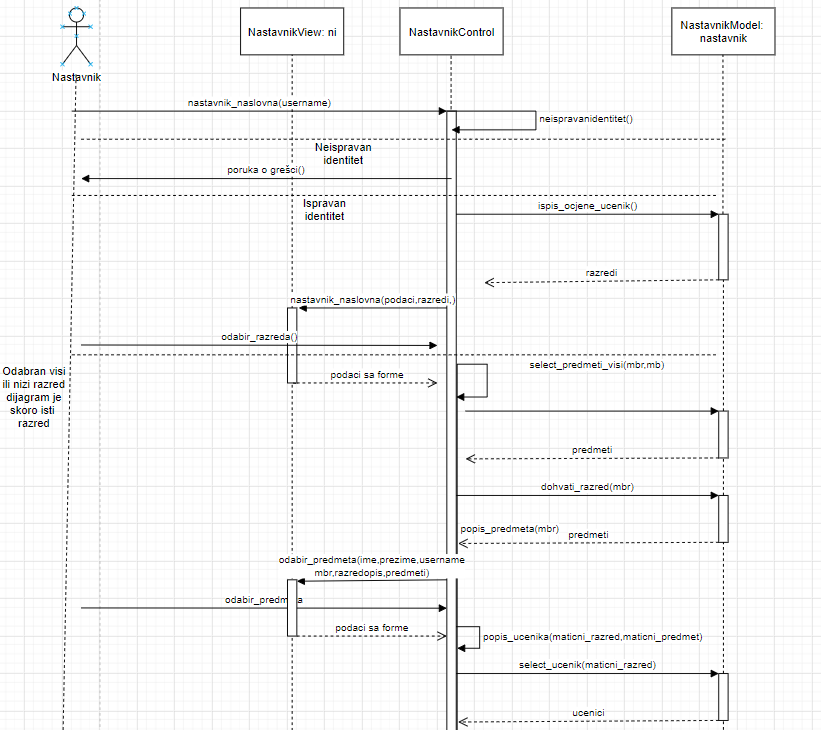 NastavnikView: ni
NastavnikControl
NastavnikModel:
nastavnik
Nastavnik
nastavnik_naslovna(username)
neispravanidentitet()
Neispravan
identitet
poruka o grešci()
Ispravan
identitet
ispis_ocjene_ucenik()
razredi
nastavnik_naslovna(podaci,razredi,)
odabir_razreda()
Odabran visi
ili nizi razred
dijagram je
skoro isti
razred
podaci sa forme
select_predmeti_visi(mbr,mb)
predmeti
dohvati_razred(mbr)
popis_predmeta(mbr)
predmeti
odabir_predmeta(ime,prezime,username
mbr,razredopis,predmeti)
odabir_predmeta
podaci sa forme
popis_ucenika(maticni_razred,maticni_predmet)
select_ucenik(maticni_razred)
ucenici